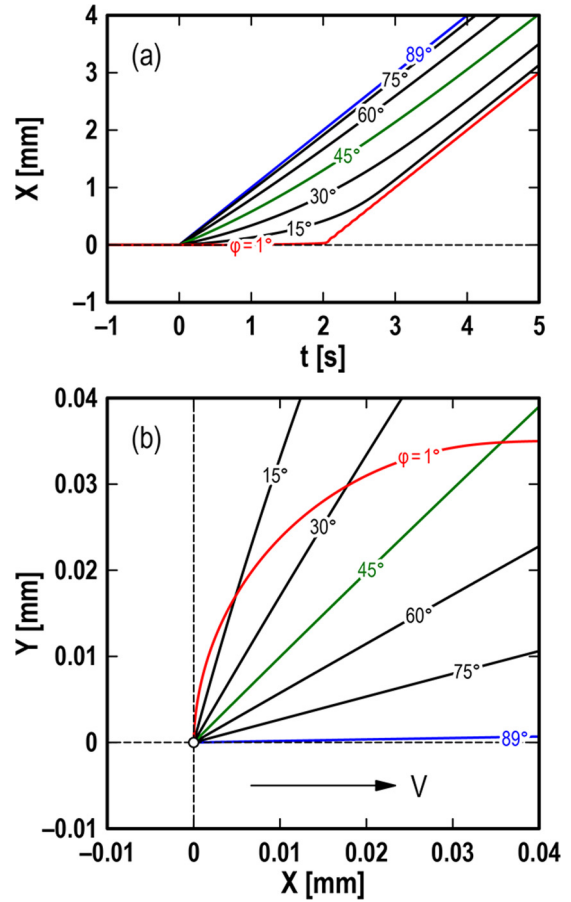 (a)
4
3
2
1
0
–1
X [mm]
89°
75°
60°
45°
30°
15°
φ = 1°
–1 0 1 2 3 4 5
t [s]
(b)
0.04
0.03
0.02
0.01
0
–0.01
Y [mm]
15°
φ = 1°
30°
45°
60°
75°
89°
V
–0.01 0 0.01 0.02 0.03 0.04
X [mm]